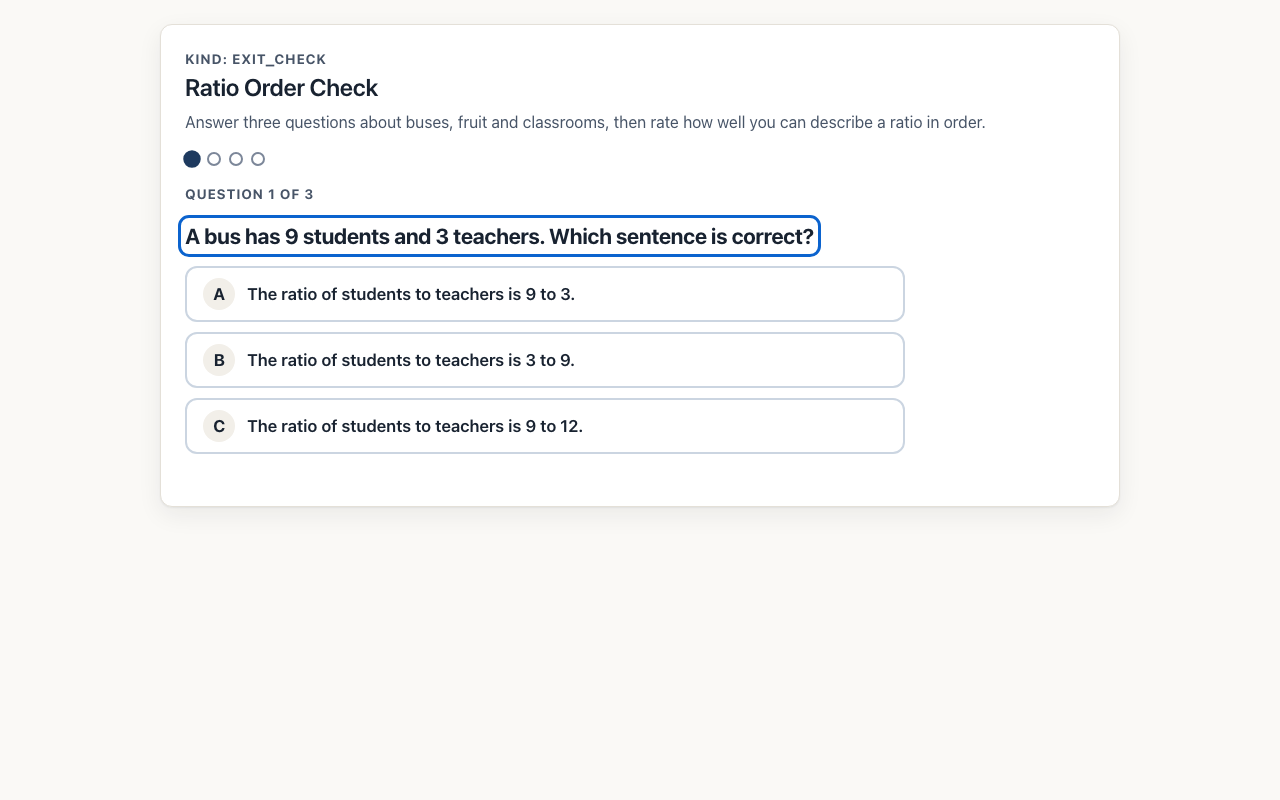 KIND: EXIT_CHECK
Ratio Order Check
Answer three questions about buses, fruit and classrooms, then rate how well you can describe a ratio in order.
QUESTION 1 OF 3
A bus has 9 students and 3 teachers. Which sentence is correct?
A The ratio of students to teachers is 9 to 3.
B The ratio of students to teachers is 3 to 9.
C The ratio of students to teachers is 9 to 12.